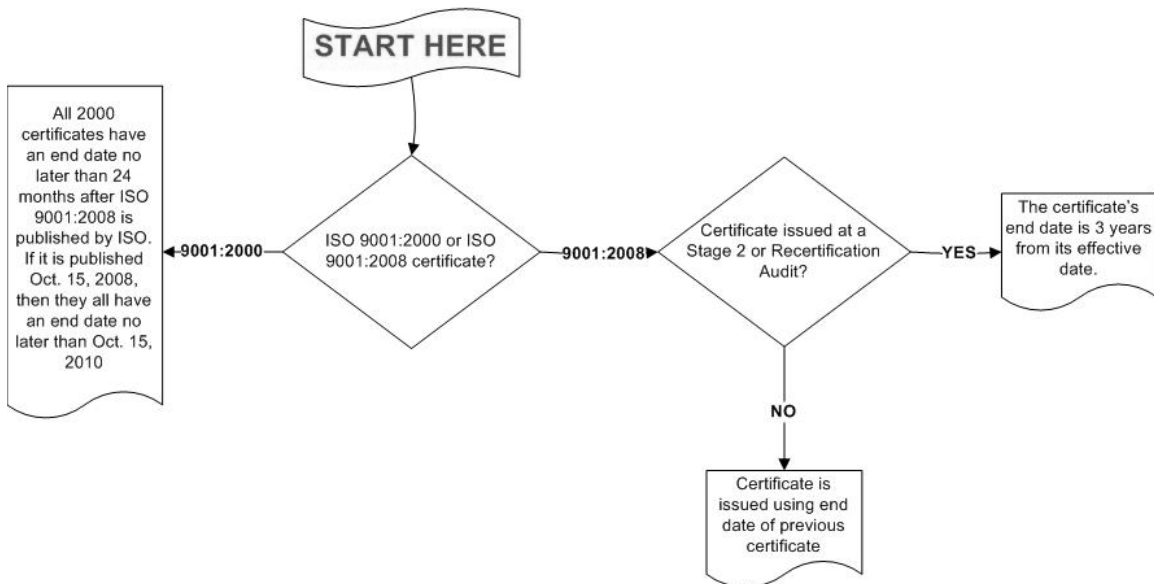 START HERE
All 2000
certificates have
an end date no
later than 24
months after ISO
9001:2008 is
published by ISO.
If it is published
Oct. 15, 2008,
then they all have
an end date no
later than Oct. 15,
2010
9001:2000
ISO 9001:2000 or ISO
9001:2008 certificate?
9001:2008
Certificate issued at a
Stage 2 or Recertification
Audit?
YES
The certificate's
end date is 3 years
from its effective
date.
NO
Certificate is
issued using end
date of previous
certificate